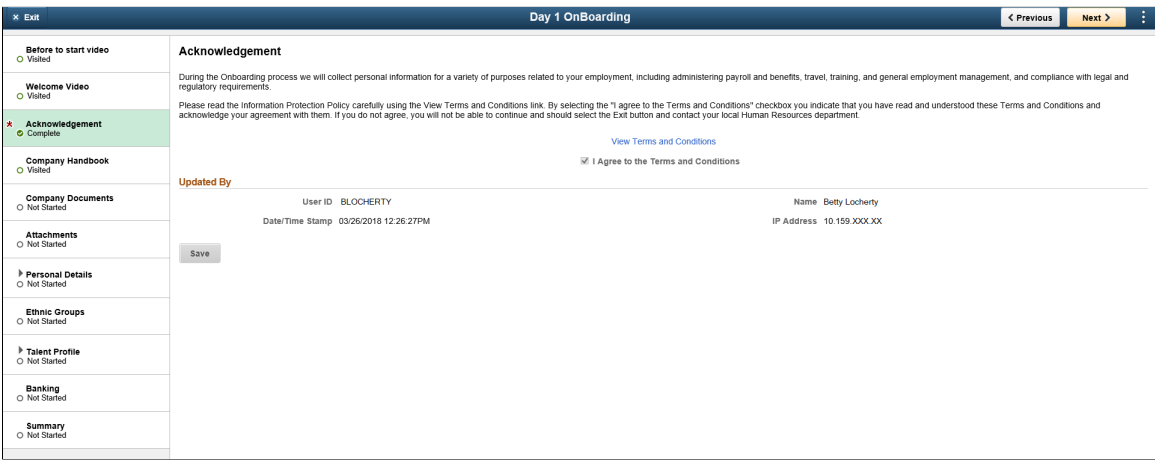 × Exit
Day 1 OnBoarding
Previous
Next
Before to start video
Visited
Welcome Video
Visited
* Acknowledgement
Complete
Company Handbook
Visited
Company Documents
Not Started
Attachments
Not Started
Personal Details
Not Started
Ethnic Groups
Not Started
Talent Profile
Not Started
Banking
Not Started
Summary
Not Started
Acknowledgement
During the Onboarding process we will collect personal information for a variety of purposes related to your employment, including administering payroll and benefits, travel, training, and general employment management, and compliance with legal and
regulatory requirements.
Please read the Information Protection Policy carefully using the View Terms and Conditions link. By selecting the "I agree to the Terms and Conditions" checkbox you indicate that you have read and understood these Terms and Conditions and
acknowledge your agreement with them. If you do not agree, you will not be able to continue and should select the Exit button and contact your local Human Resources department.
View Terms and Conditions
I Agree to the Terms and Conditions
Updated By
User ID BLOCHERTY
Name Betty Locherty
Date/Time Stamp 03/26/2018 12:26:27PM
IP Address 10.159.XXX.XX
Save